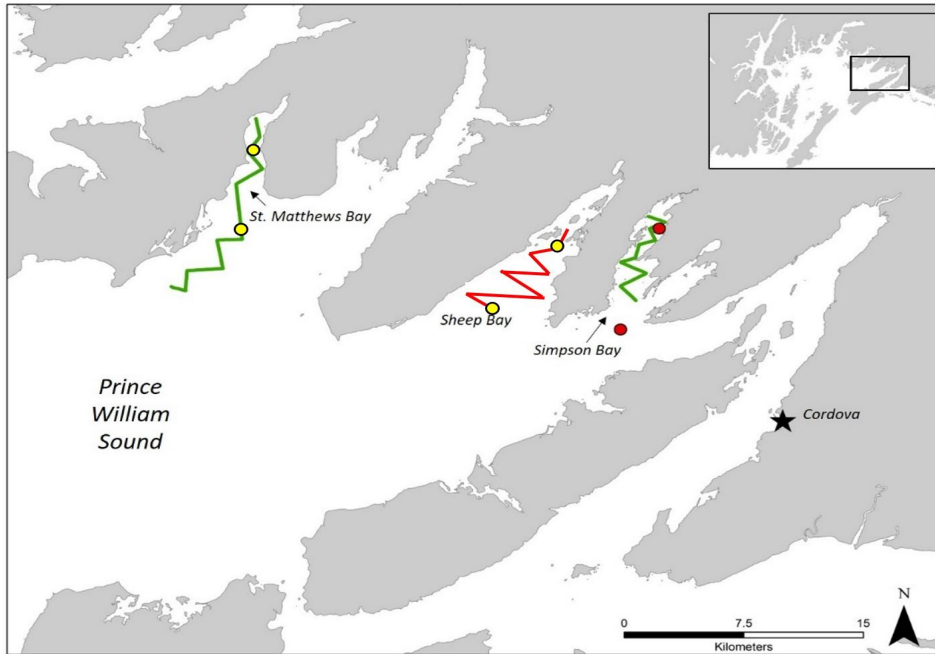 St. Matthews Bay
Sheep Bay
Simpson Bay
Prince
William
Sound
Cordova
N
0 7.5 15
Kilometers